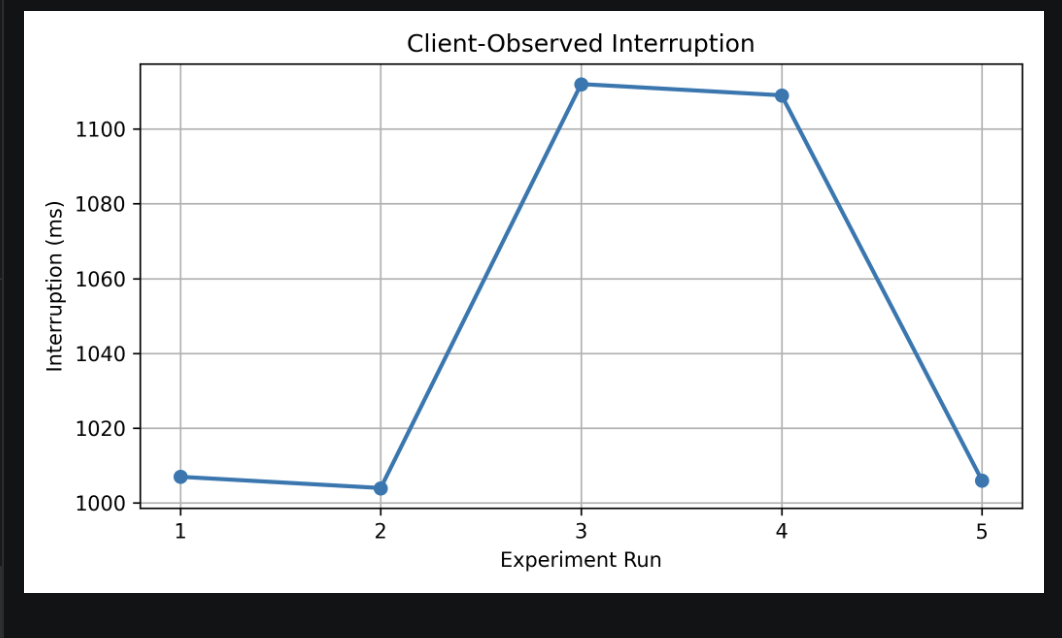 Client-Observed Interruption
Interruption (ms)
1100
1080
1060
1040
1020
1000
1 2 3 4 5
Experiment Run